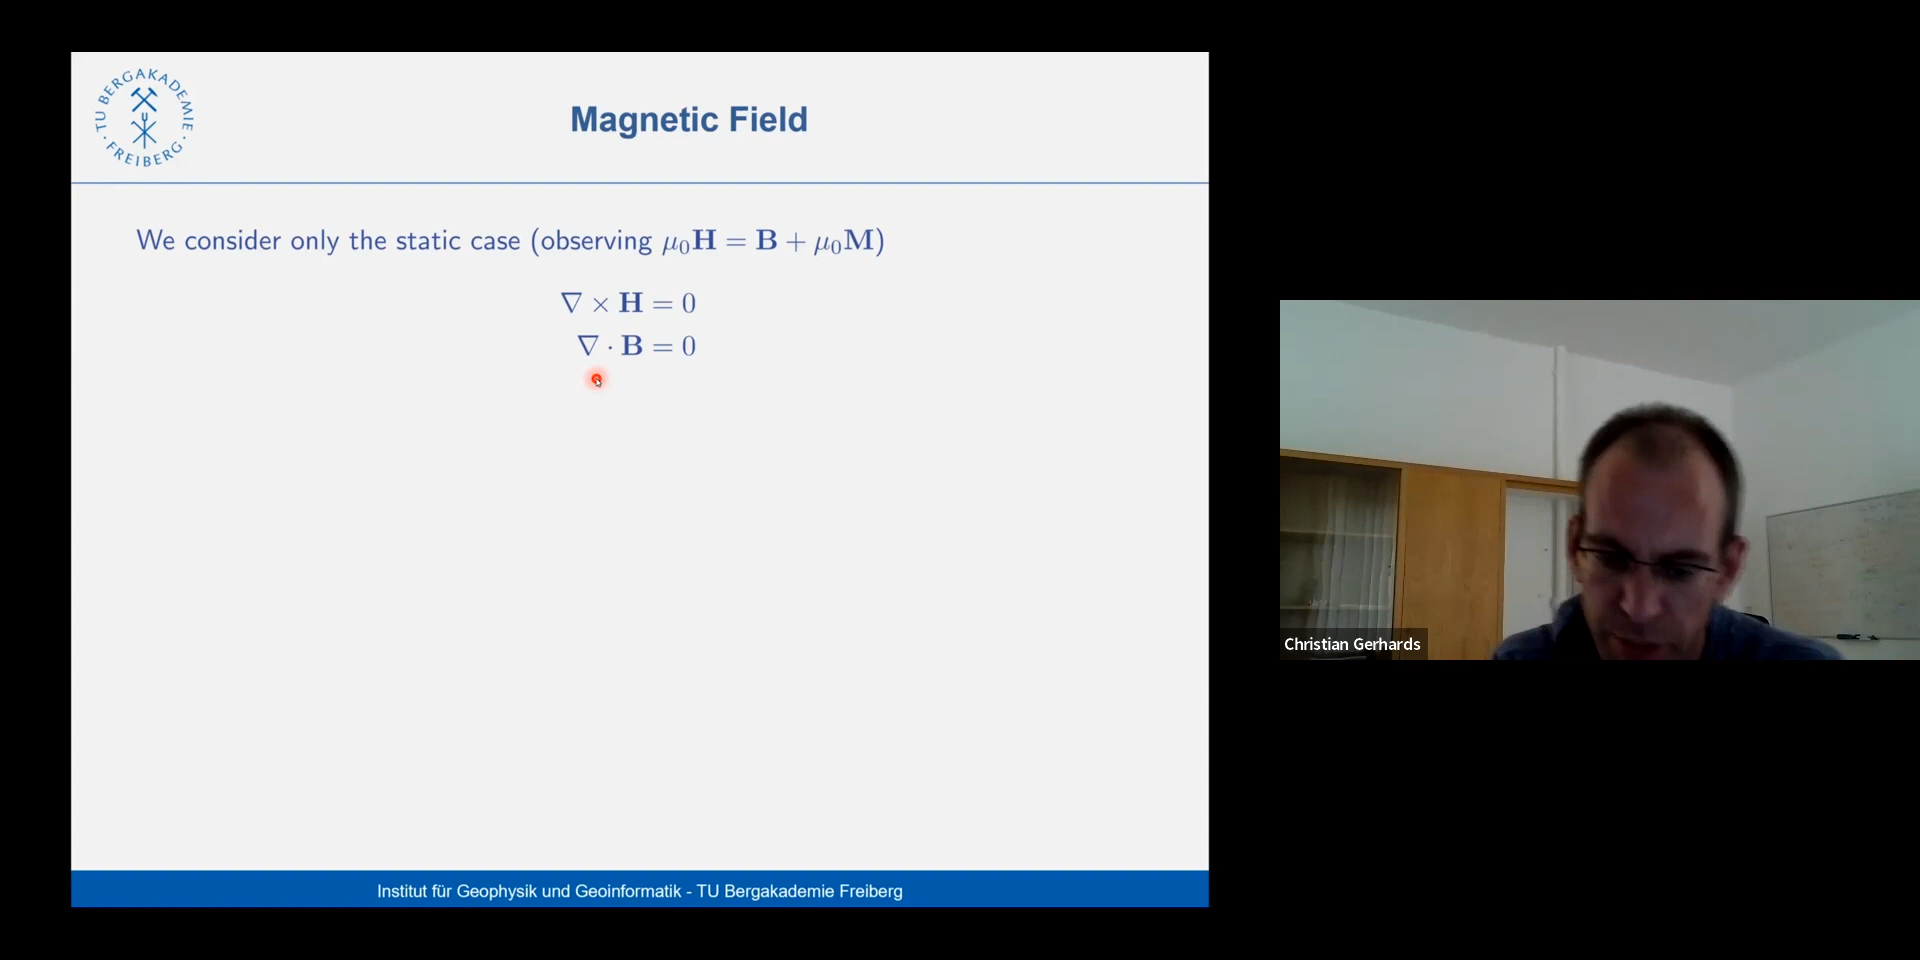 TU BERGAKADEMIE
· FREIBERG ·
Magnetic Field
We consider only the static case (observing μ₀H = B + μ₀M)
∇ × H = 0
∇ · B = 0
Christian Gerhards
Institut für Geophysik und Geoinformatik - TU Bergakademie Freiberg